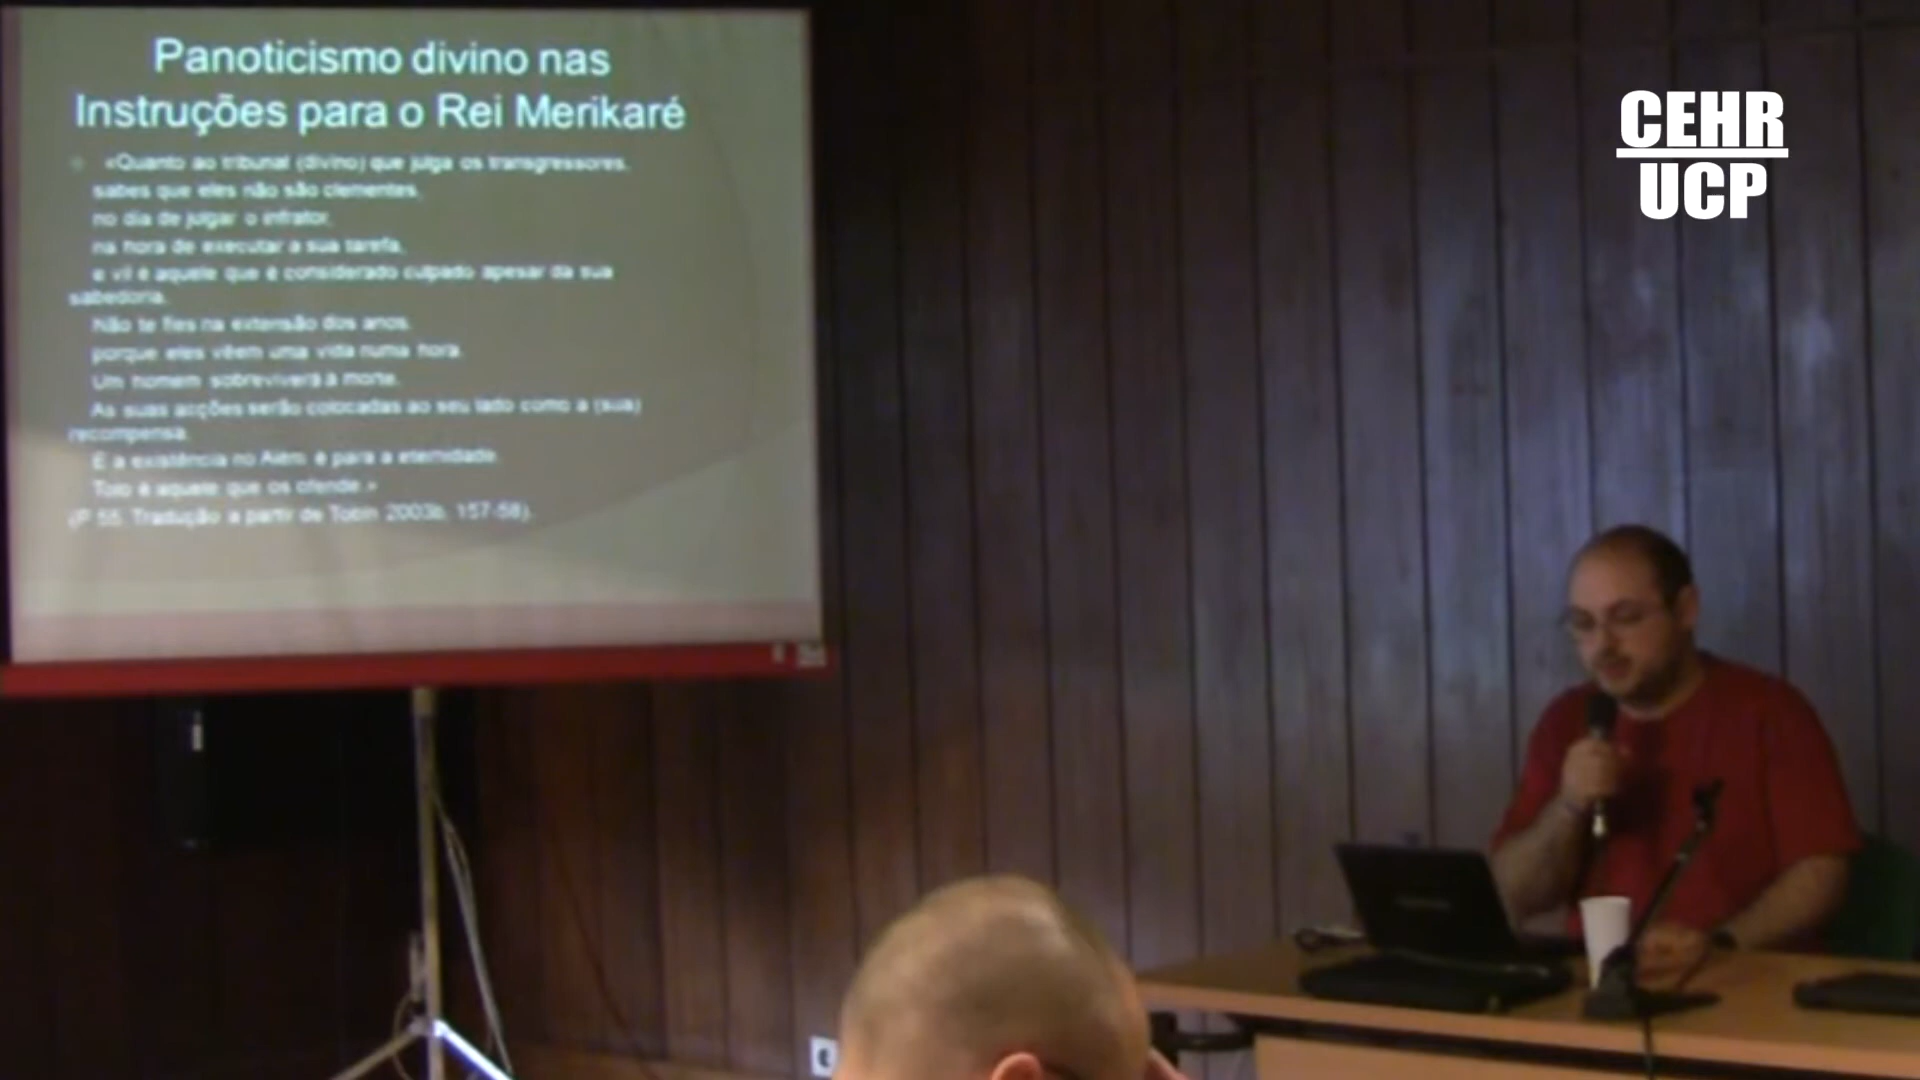 Panoticismo divino nas
Instruções para o Rei Merikaré
«Quanto ao tribunal (divino) que julga os transgressores,
sabes que eles não são clementes,
no dia de julgar o infrator,
na hora de executar a sua tarefa,
e vil é aquele que é considerado culpado apesar da sua
sabedoria.
Não te fies na extensão dos anos,
porque eles vêem uma vida numa hora.
Um homem sobreviverá à morte.
As suas acções serão colocadas ao seu lado como a (sua)
recompensa.
E a existência no Além é para a eternidade.
Tolo é aquele que os ofende.»
(P 55. Tradução a partir de Tobin 2003b, 157-58).
CEHR
UCP